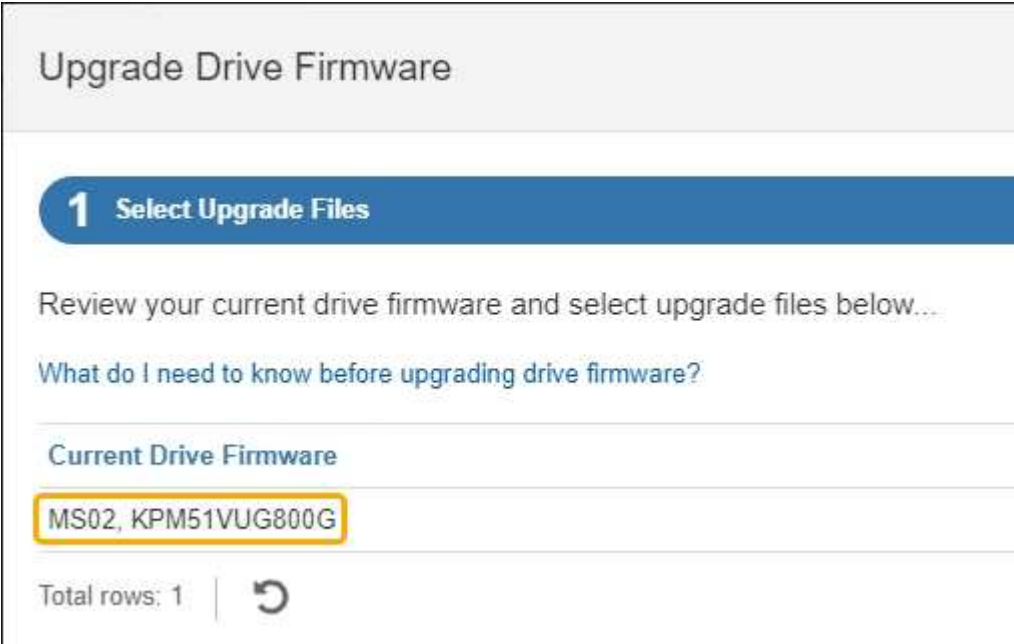 Upgrade Drive Firmware
1 Select Upgrade Files
Review your current drive firmware and select upgrade files below...
What do I need to know before upgrading drive firmware?
Current Drive Firmware
MS02, KPM51VUG800G
Total rows: 1